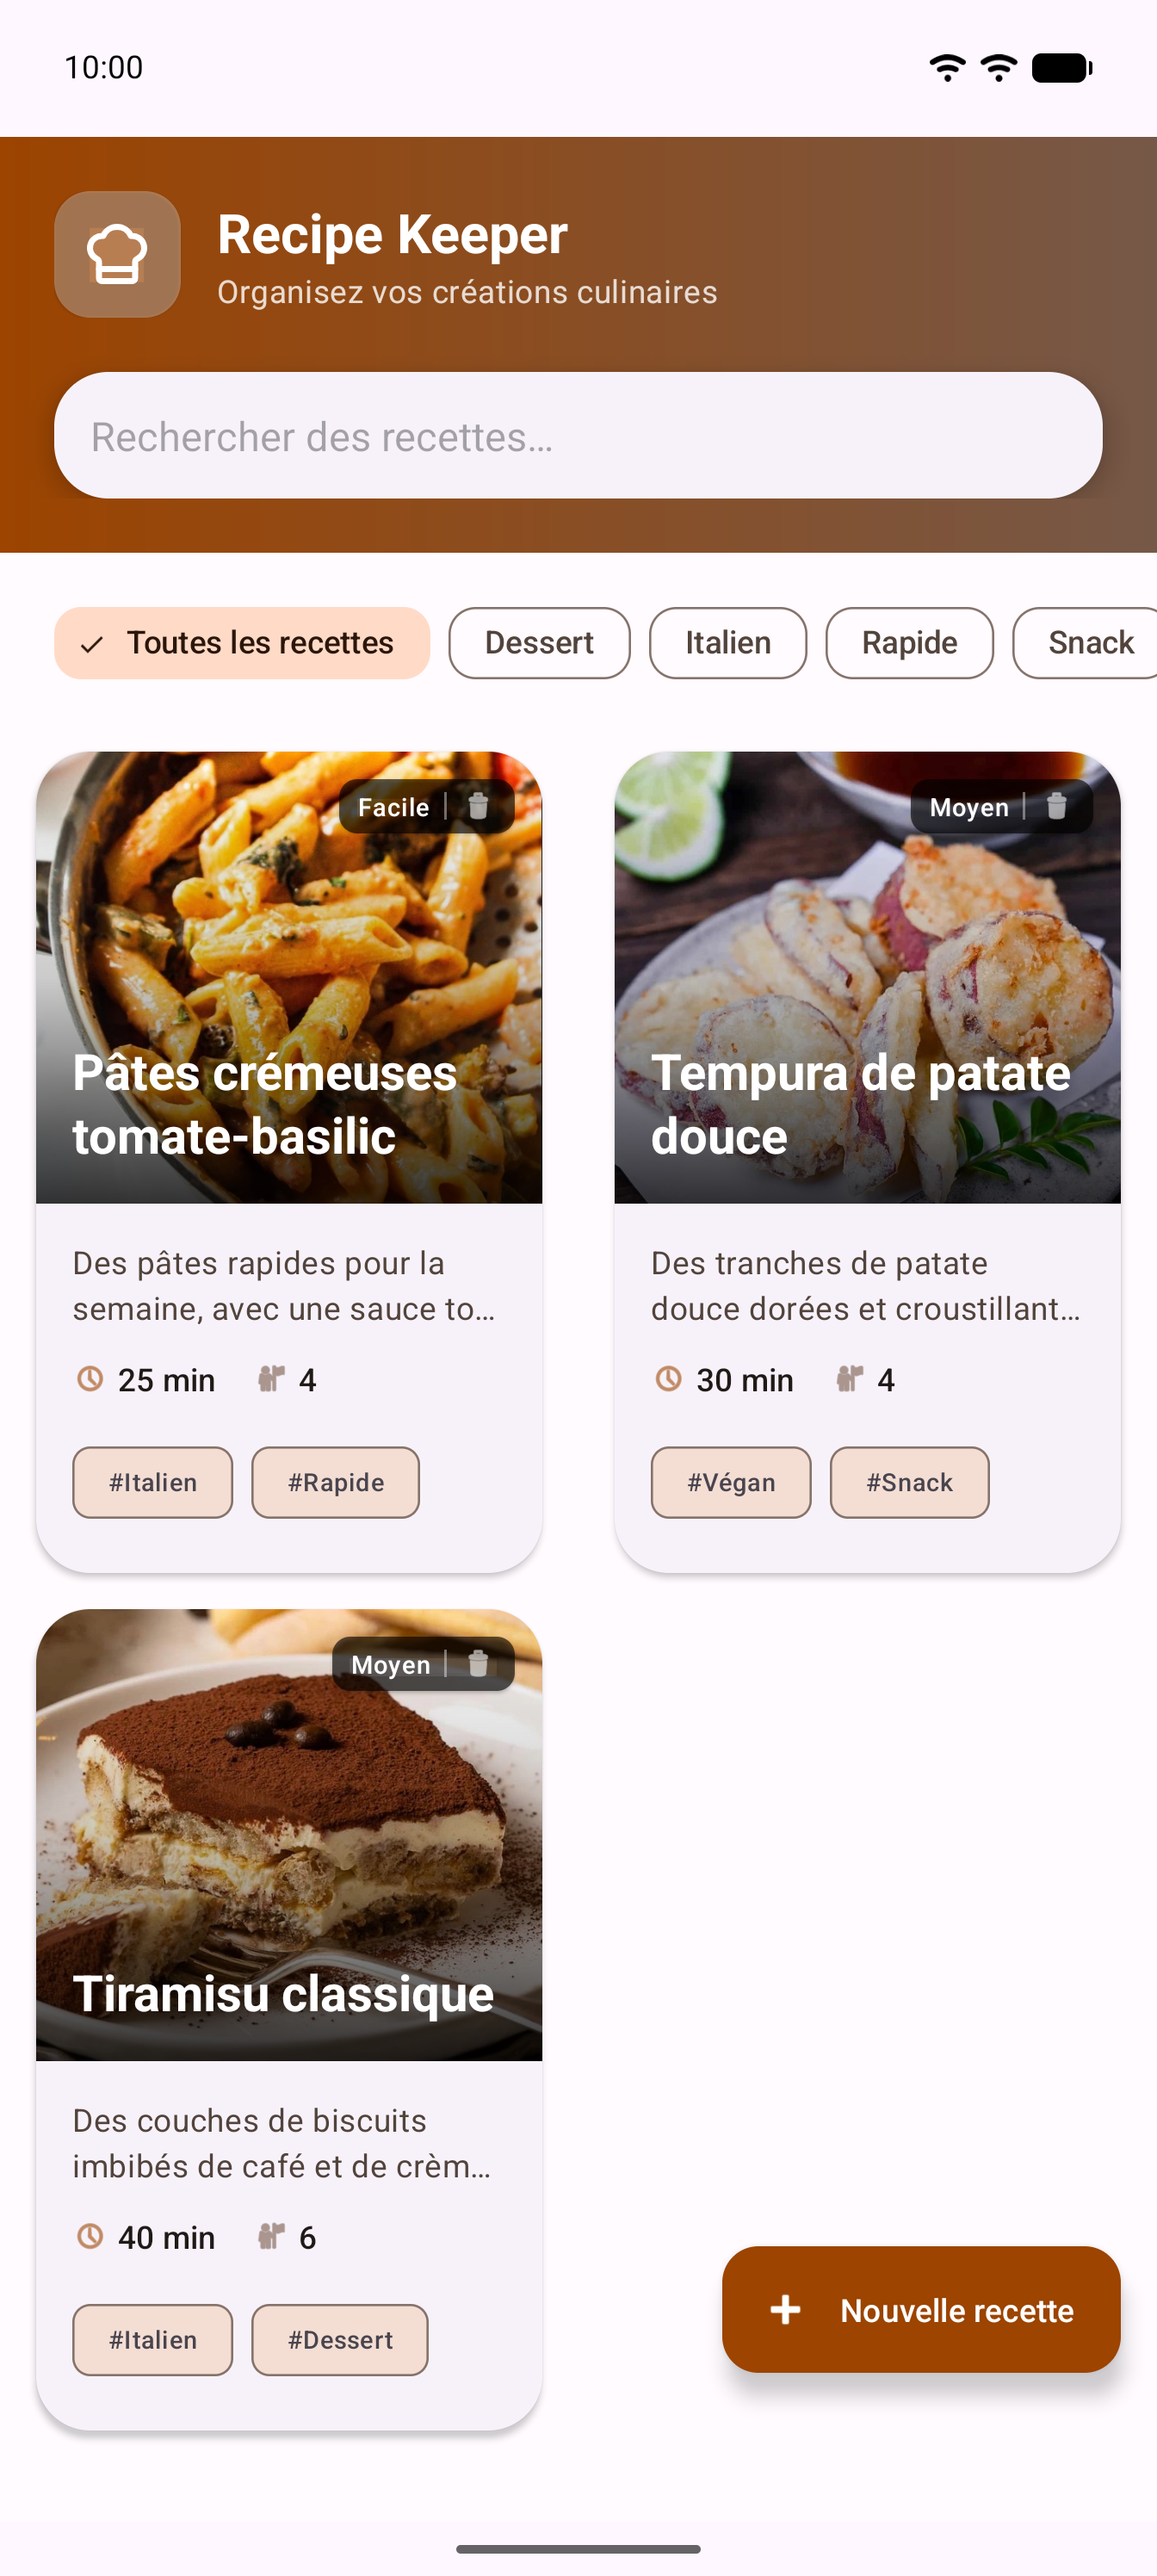 10:00
Recipe Keeper
Organisez vos créations culinaires
Rechercher des recettes…
Toutes les recettes
Dessert
Italien
Rapide
Snack
Facile
Pâtes crémeuses
tomate-basilic
Des pâtes rapides pour la
semaine, avec une sauce to…
25 min
4
#Italien
#Rapide
Moyen
Tempura de patate
douce
Des tranches de patate
douce dorées et croustillant…
30 min
4
#Végan
#Snack
Moyen
Tiramisu classique
Des couches de biscuits
imbibés de café et de crèm…
40 min
6
#Italien
#Dessert
Nouvelle recette